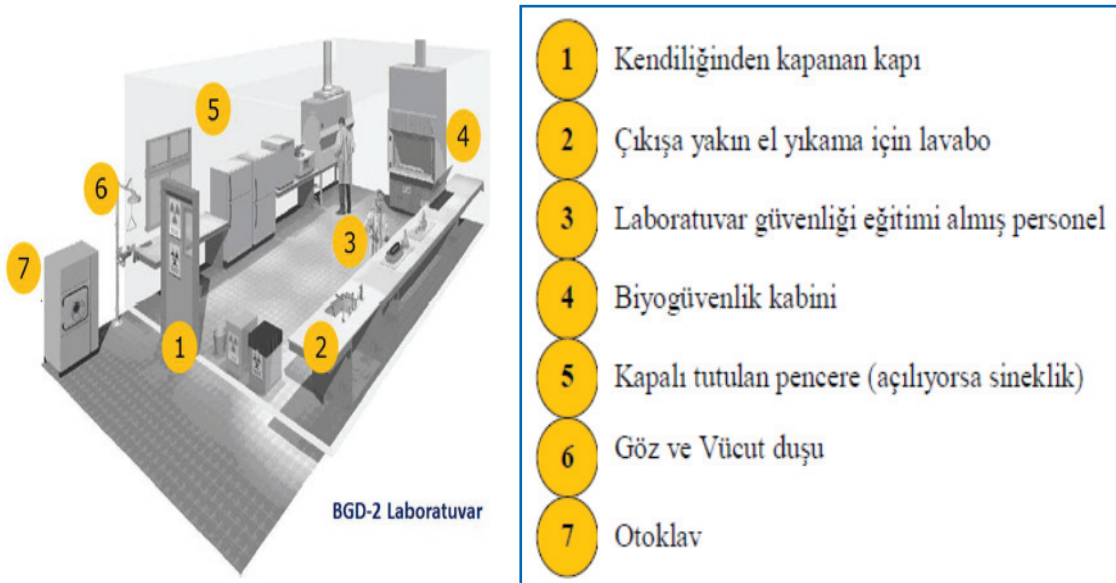 5
4
6
3
7
1
2
BGD-2 Laboratuvar
1 Kendiliğinden kapanan kapı
2 Çıkışa yakın el yıkama için lavabo
3 Laboratuvar güvenliği eğitimi almış personel
4 Biyogüvenlik kabini
5 Kapalı tutulan pencere (açılıyorsa sineklik)
6 Göz ve Vücut duşu
7 Otoklav